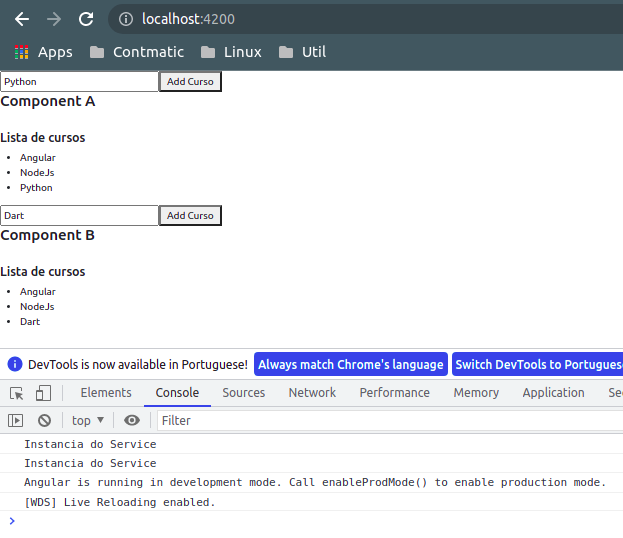 localhost:4200
Apps Contmatic Linux Util
Python Add Curso
Component A
Lista de cursos
Angular
NodeJs
Python
Dart Add Curso
Component B
Lista de cursos
Angular
NodeJs
Dart
DevTools is now available in Portuguese! Always match Chrome's language Switch DevTools to Portuguese
Elements Console Sources Network Performance Memory Application Se
top Filter
Instancia do Service
Instancia do Service
Angular is running in development mode. Call enableProdMode() to enable production mode.
[WDS] Live Reloading enabled.